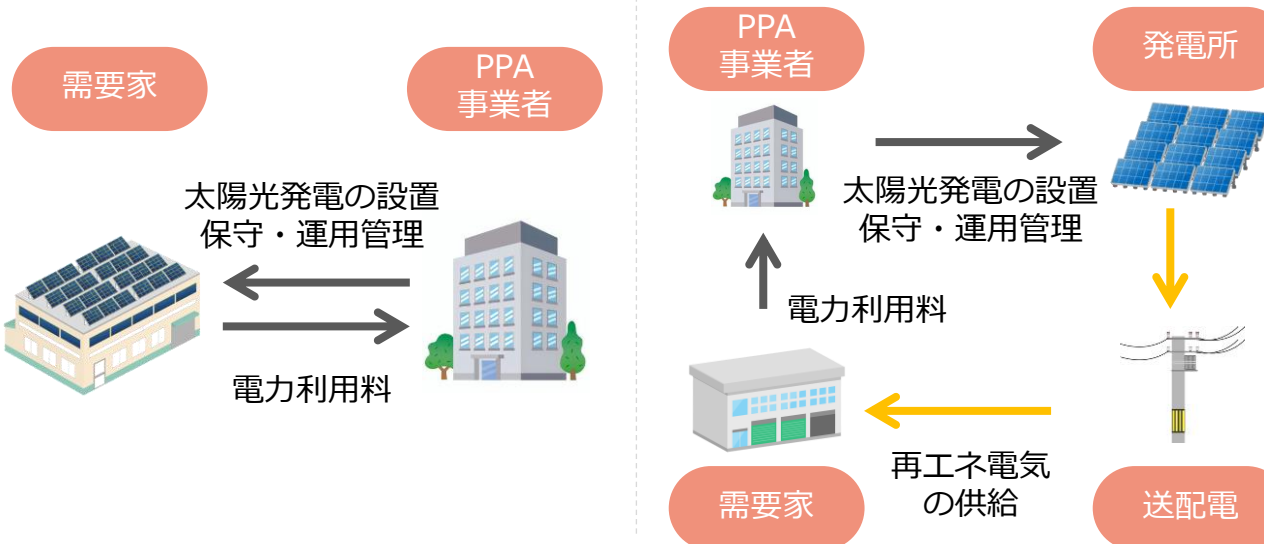 需要家
PPA
事業者
太陽光発電の設置
保守・運用管理
電力利用料
PPA
事業者
発電所
太陽光発電の設置
保守・運用管理
電力利用料
再エネ電気
の供給
需要家
送配電